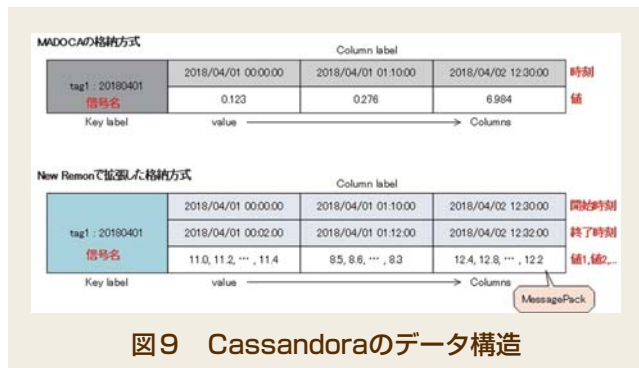 MADOCAの格納方式
Column label
tag1 : 20180401
信号名
2018/04/01 00:00:00
2018/04/01 01:10:00
2018/04/02 12:30:00
時刻
0.123
0.276
6.984
値
Key label
value
Columns
New Remonで拡張した格納方式
Column label
tag1 : 20180401
信号名
2018/04/01 00:00:00
2018/04/01 01:10:00
2018/04/02 12:30:00
開始時刻
2018/04/01 00:02:00
2018/04/01 01:12:00
2018/04/02 12:32:00
終了時刻
11.0, 11.2, … , 11.4
8.5, 8.6, … , 8.3
12.4, 12.8, … , 12.2
値1,値2,...
Key label
value
Columns
MessagePack
図9 Cassandoraのデータ構造